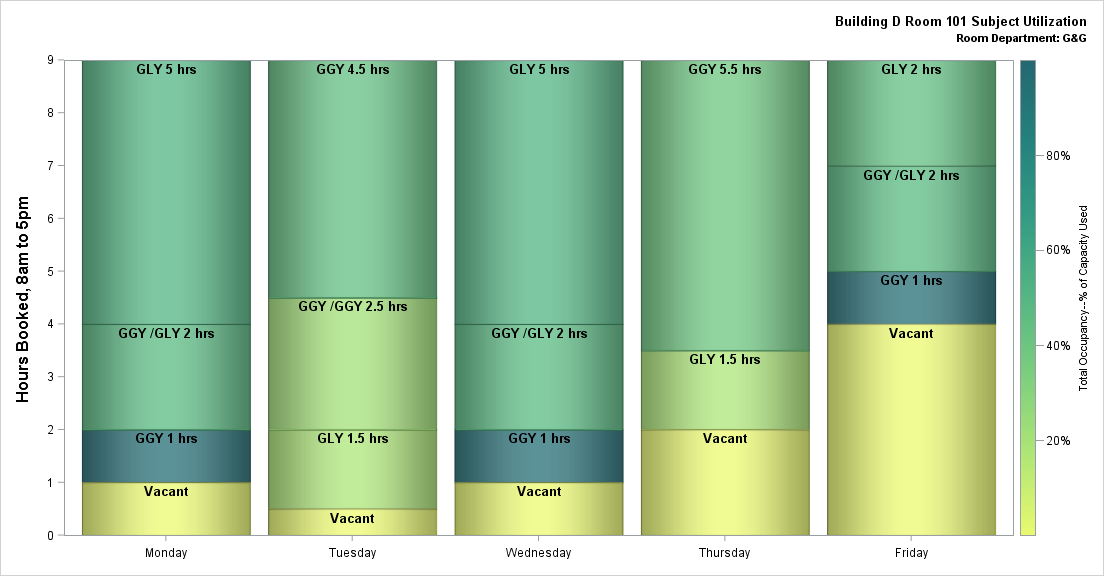 Building D Room 101 Subject Utilization
Room Department: G&G
Hours Booked, 8am to 5pm
9
8
7
6
5
4
3
2
1
0
GLY 5 hrs
GGY /GLY 2 hrs
GGY 1 hrs
Vacant
GGY 4.5 hrs
GGY /GGY 2.5 hrs
GLY 1.5 hrs
Vacant
GLY 5 hrs
GGY /GLY 2 hrs
GGY 1 hrs
Vacant
GGY 5.5 hrs
GLY 1.5 hrs
Vacant
GLY 2 hrs
GGY /GLY 2 hrs
GGY 1 hrs
Vacant
Monday
Tuesday
Wednesday
Thursday
Friday
80%
60%
40%
20%
Total Occupancy--% of Capacity Used